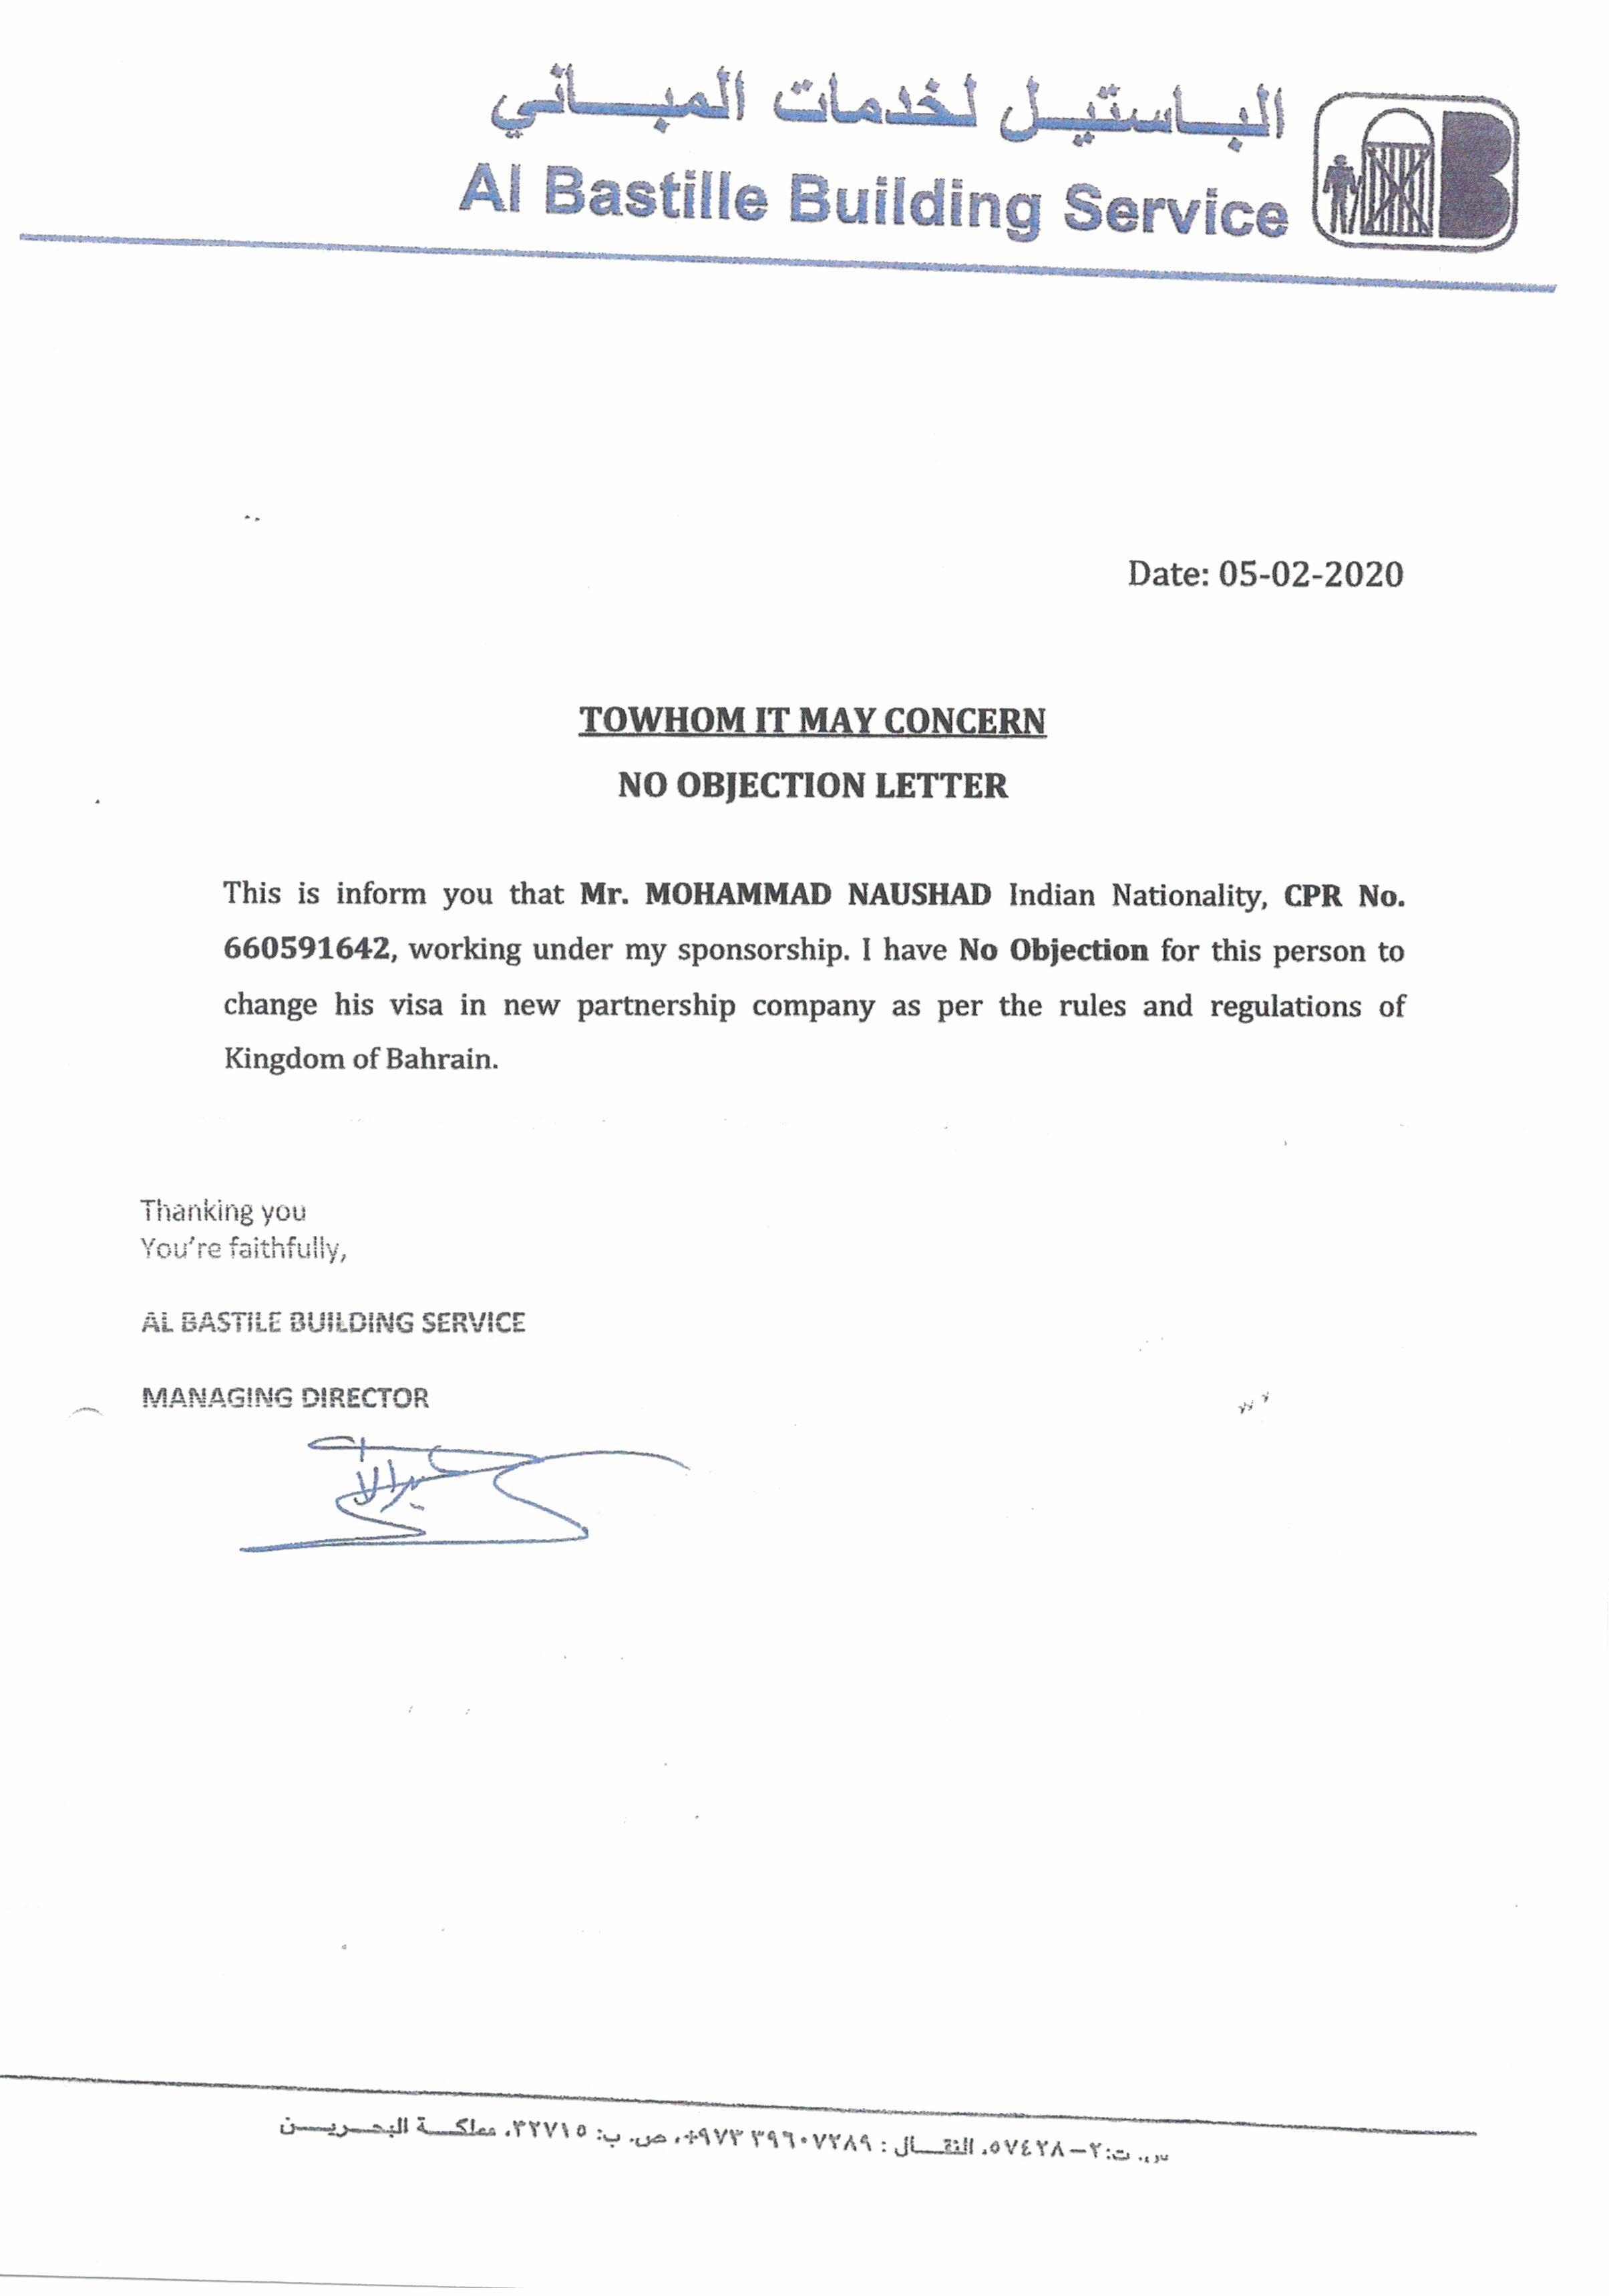 الباستيل لخدمات المباني
Al Bastille Building Service
Date: 05-02-2020
TOWHOM IT MAY CONCERN
NO OBJECTION LETTER
This is inform you that Mr. MOHAMMAD NAUSHAD Indian Nationality, CPR No.
660591642, working under my sponsorship. I have No Objection for this person to
change his visa in new partnership company as per the rules and regulations of
Kingdom of Bahrain.
Thanking you
You're faithfully,
AL BASTILE BUILDING SERVICE
MANAGING DIRECTOR
س. ت: ٢-٥٧٤٢٨، النقال : ٣٩٦٠٧٢٨٩ ٩٧٣+، ص. ب: ٣٢٧١٥، مملكة البحرين